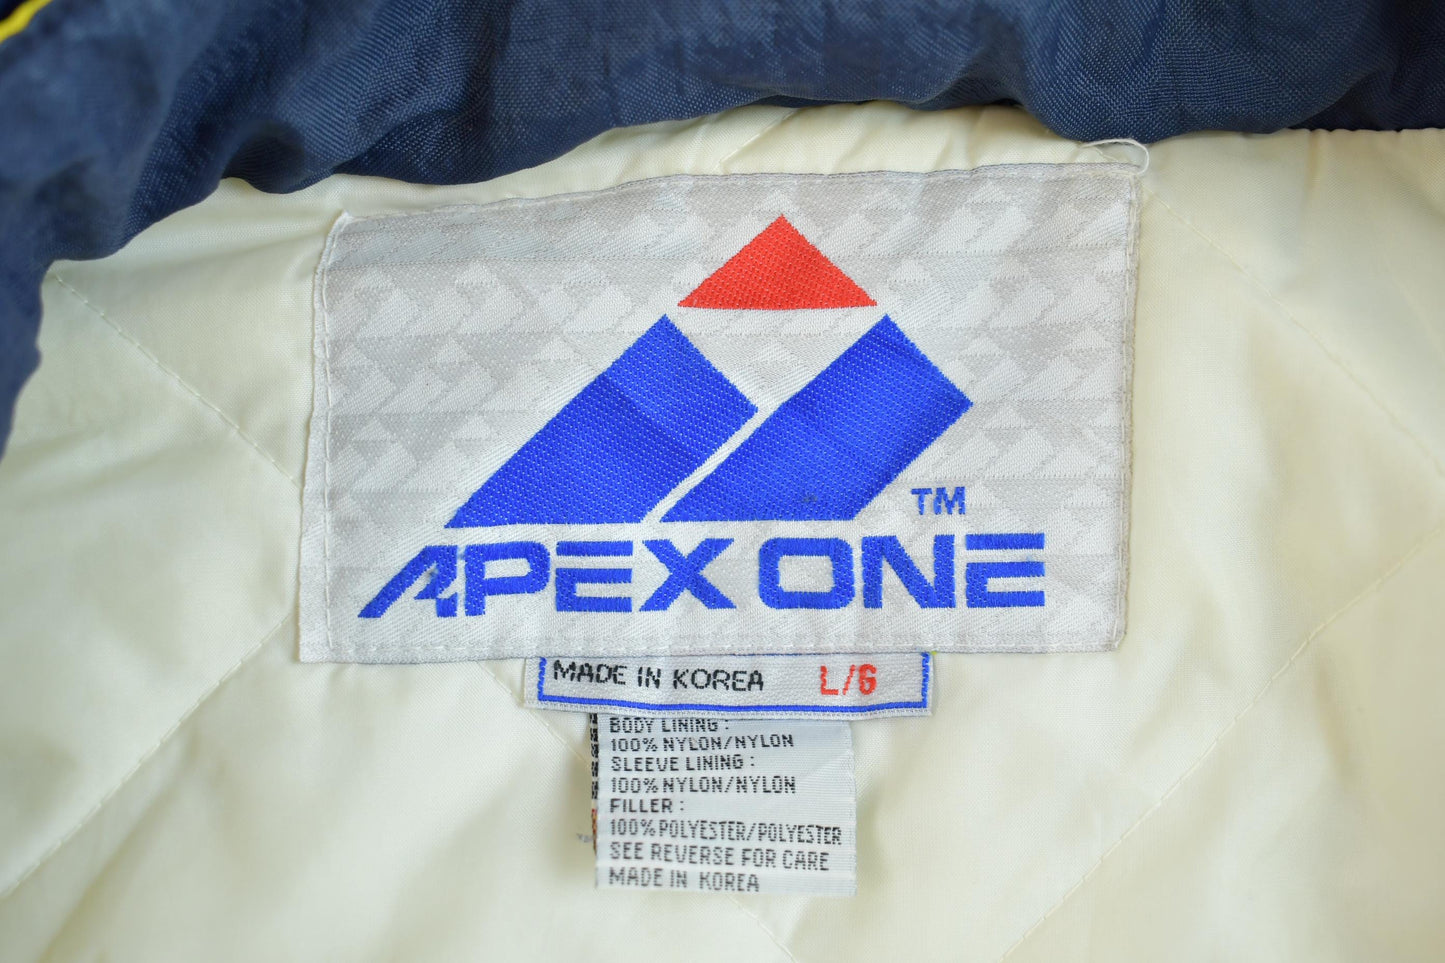 TM
APEX ONE
MADE IN KOREA L/G
BODY LINING :
100% NYLON/NYLON
SLEEVE LINING :
100% NYLON/NYLON
FILLER :
100% POLYESTER/POLYESTER
SEE REVERSE FOR CARE
MADE IN KOREA